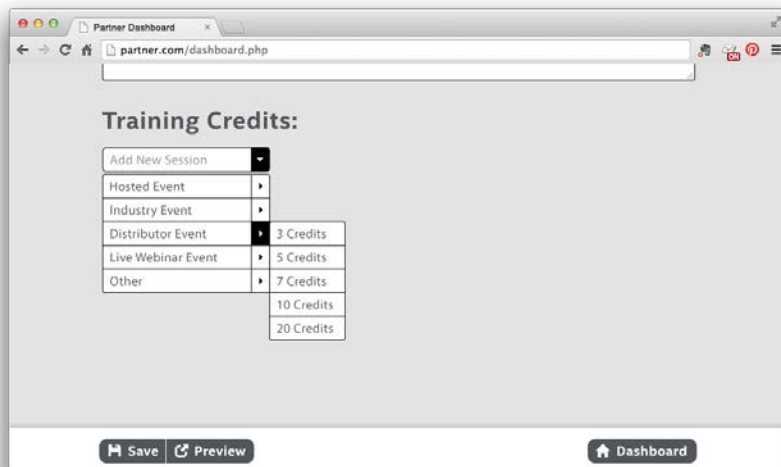 Partner Dashboard
partner.com/dashboard.php
ON
Training Credits:
Add New Session
Hosted Event
Industry Event
Distributor Event
3 Credits
Live Webinar Event
5 Credits
Other
7 Credits
10 Credits
20 Credits
Save
Preview
Dashboard